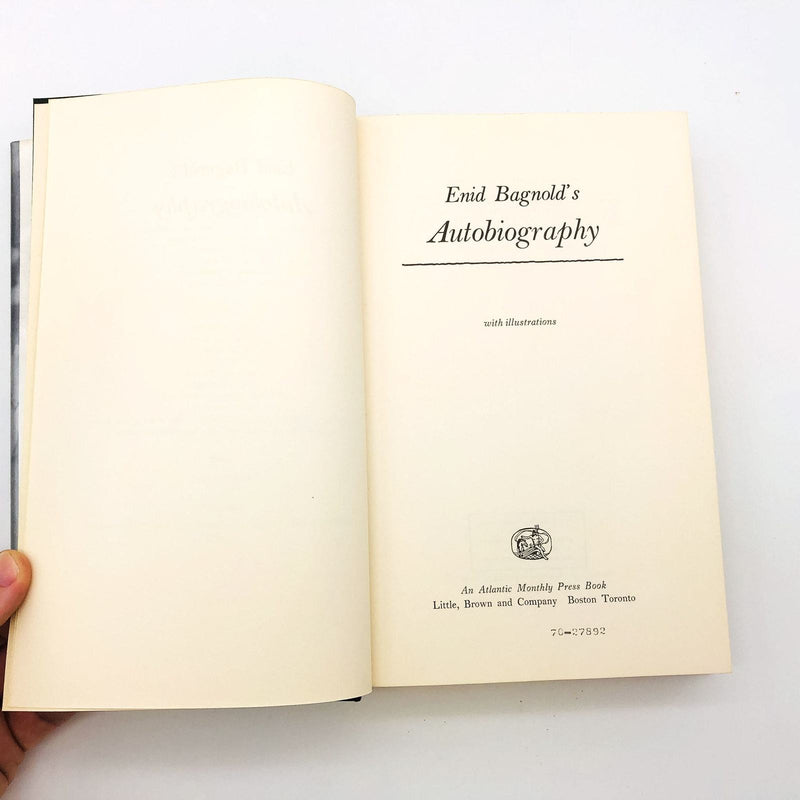 Enid Bagnold's
Autobiography
with illustrations
An Atlantic Monthly Press Book
Little, Brown and Company Boston Toronto
70-27892